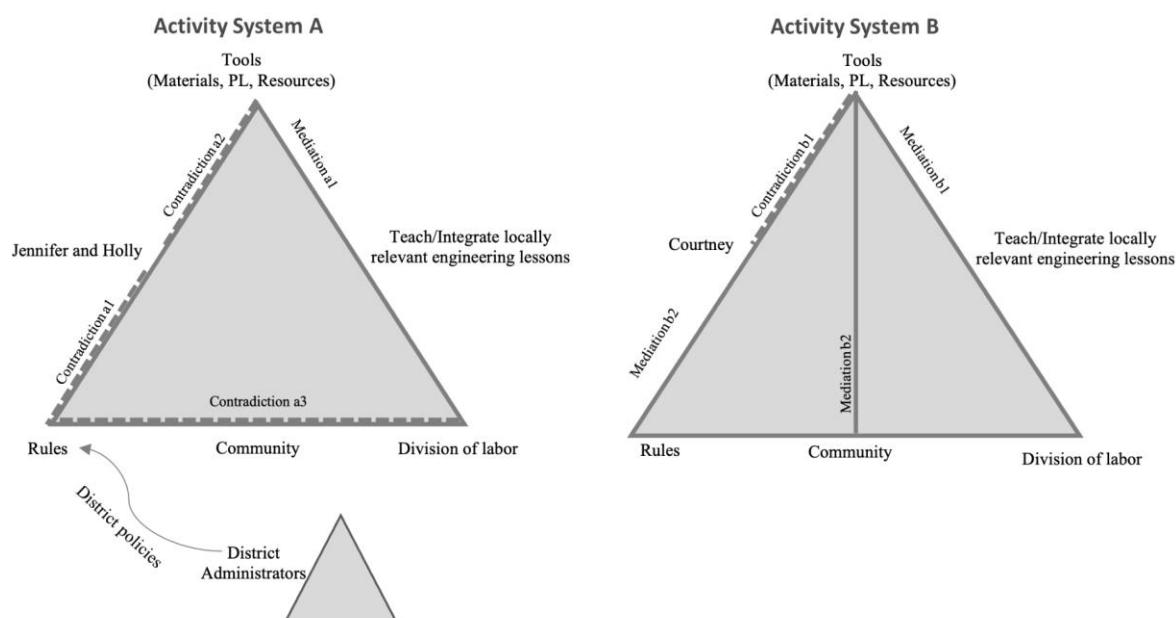 Activity System A
Tools
(Materials, PL, Resources)
Contradiction a2
Mediation a1
Jennifer and Holly
Teach/Integrate locally
relevant engineering lessons
Contradiction a1
Contradiction a3
Rules
Community
Division of labor
District policies
District
Administrators
Activity System B
Tools
(Materials, PL, Resources)
Contradiction b1
Mediation b1
Courtney
Teach/Integrate locally
relevant engineering lessons
Mediation b2
Mediation b2
Rules
Community
Division of labor